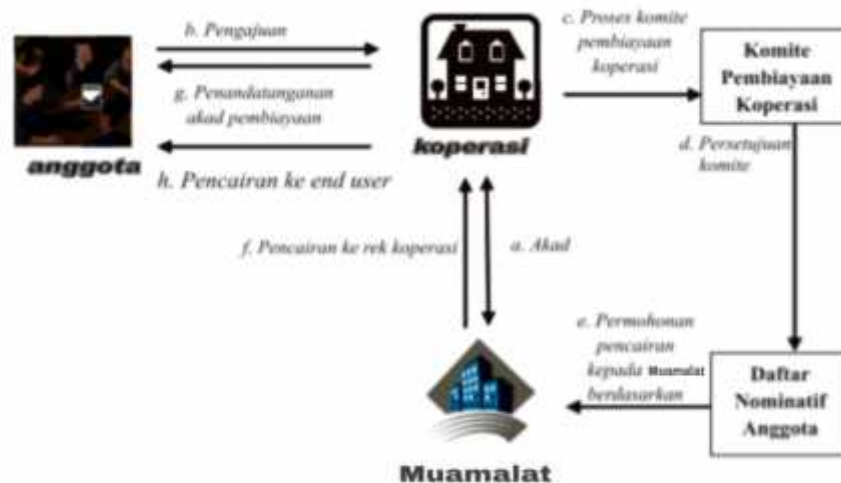 b. Pengajuan
g. Penandatanganan
akad pembiayaan
anggota
h. Pencairan ke end user
koperasi
c. Proses komite
pembiayaan
koperasi
Komite
Pembiayaan
Koperasi
d. Persetujuan
komite
f. Pencairan ke rek koperasi
a. Akad
e. Permohonan
pencairan
kepada Muamalat
berdasarkan
Daftar
Nominatif
Anggota
Muamalat